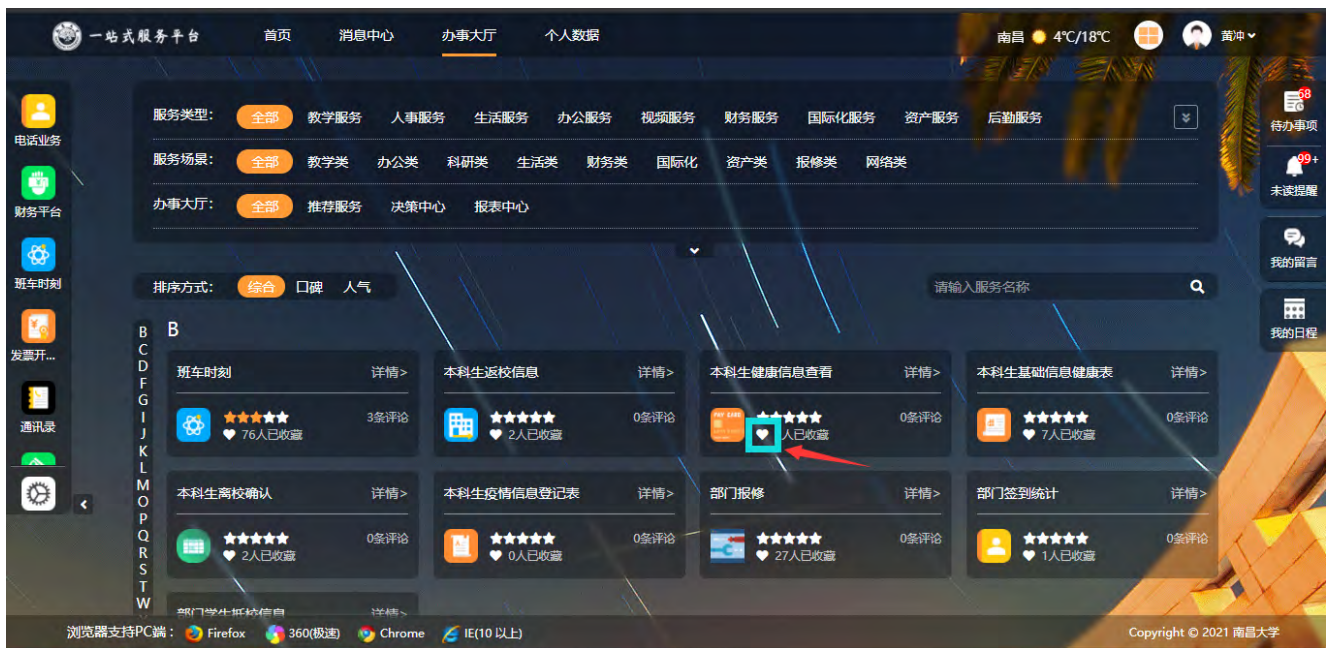 一站式服务平台 首页 消息中心 办事大厅 个人数据 南昌 4℃/18℃ 黄冲
电话业务
财务平台
班车时刻
发票开...
通讯录
服务类型： 全部 教学服务 人事服务 生活服务 办公服务 视频服务 财务服务 国际化服务 资产服务 后勤服务
服务场景： 全部 教学类 办公类 科研类 生活类 财务类 国际化 资产类 报修类 网络类
办事大厅： 全部 推荐服务 决策中心 报表中心
68
待办事项
99+
未读提醒
我的留言
我的日程
排序方式： 综合 口碑 人气 请输入服务名称
B
C
D
F
G
I
J
K
L
M
O
P
Q
R
S
T
W
B
班车时刻 详情>
3条评论
76人已收藏
本科生返校信息 详情>
0条评论
2人已收藏
本科生健康信息查看 详情>
PAY CARD
0条评论
人已收藏
本科生基础信息健康表 详情>
0条评论
7人已收藏
本科生离校确认 详情>
0条评论
2人已收藏
本科生疫情信息登记表 详情>
0条评论
0人已收藏
部门报修 详情>
0条评论
27人已收藏
部门签到统计 详情>
0条评论
1人已收藏
部门学生抵校信息 详情>
浏览器支持PC端： Firefox 360(极速) Chrome IE(10 以上) Copyright © 2021 南昌大学